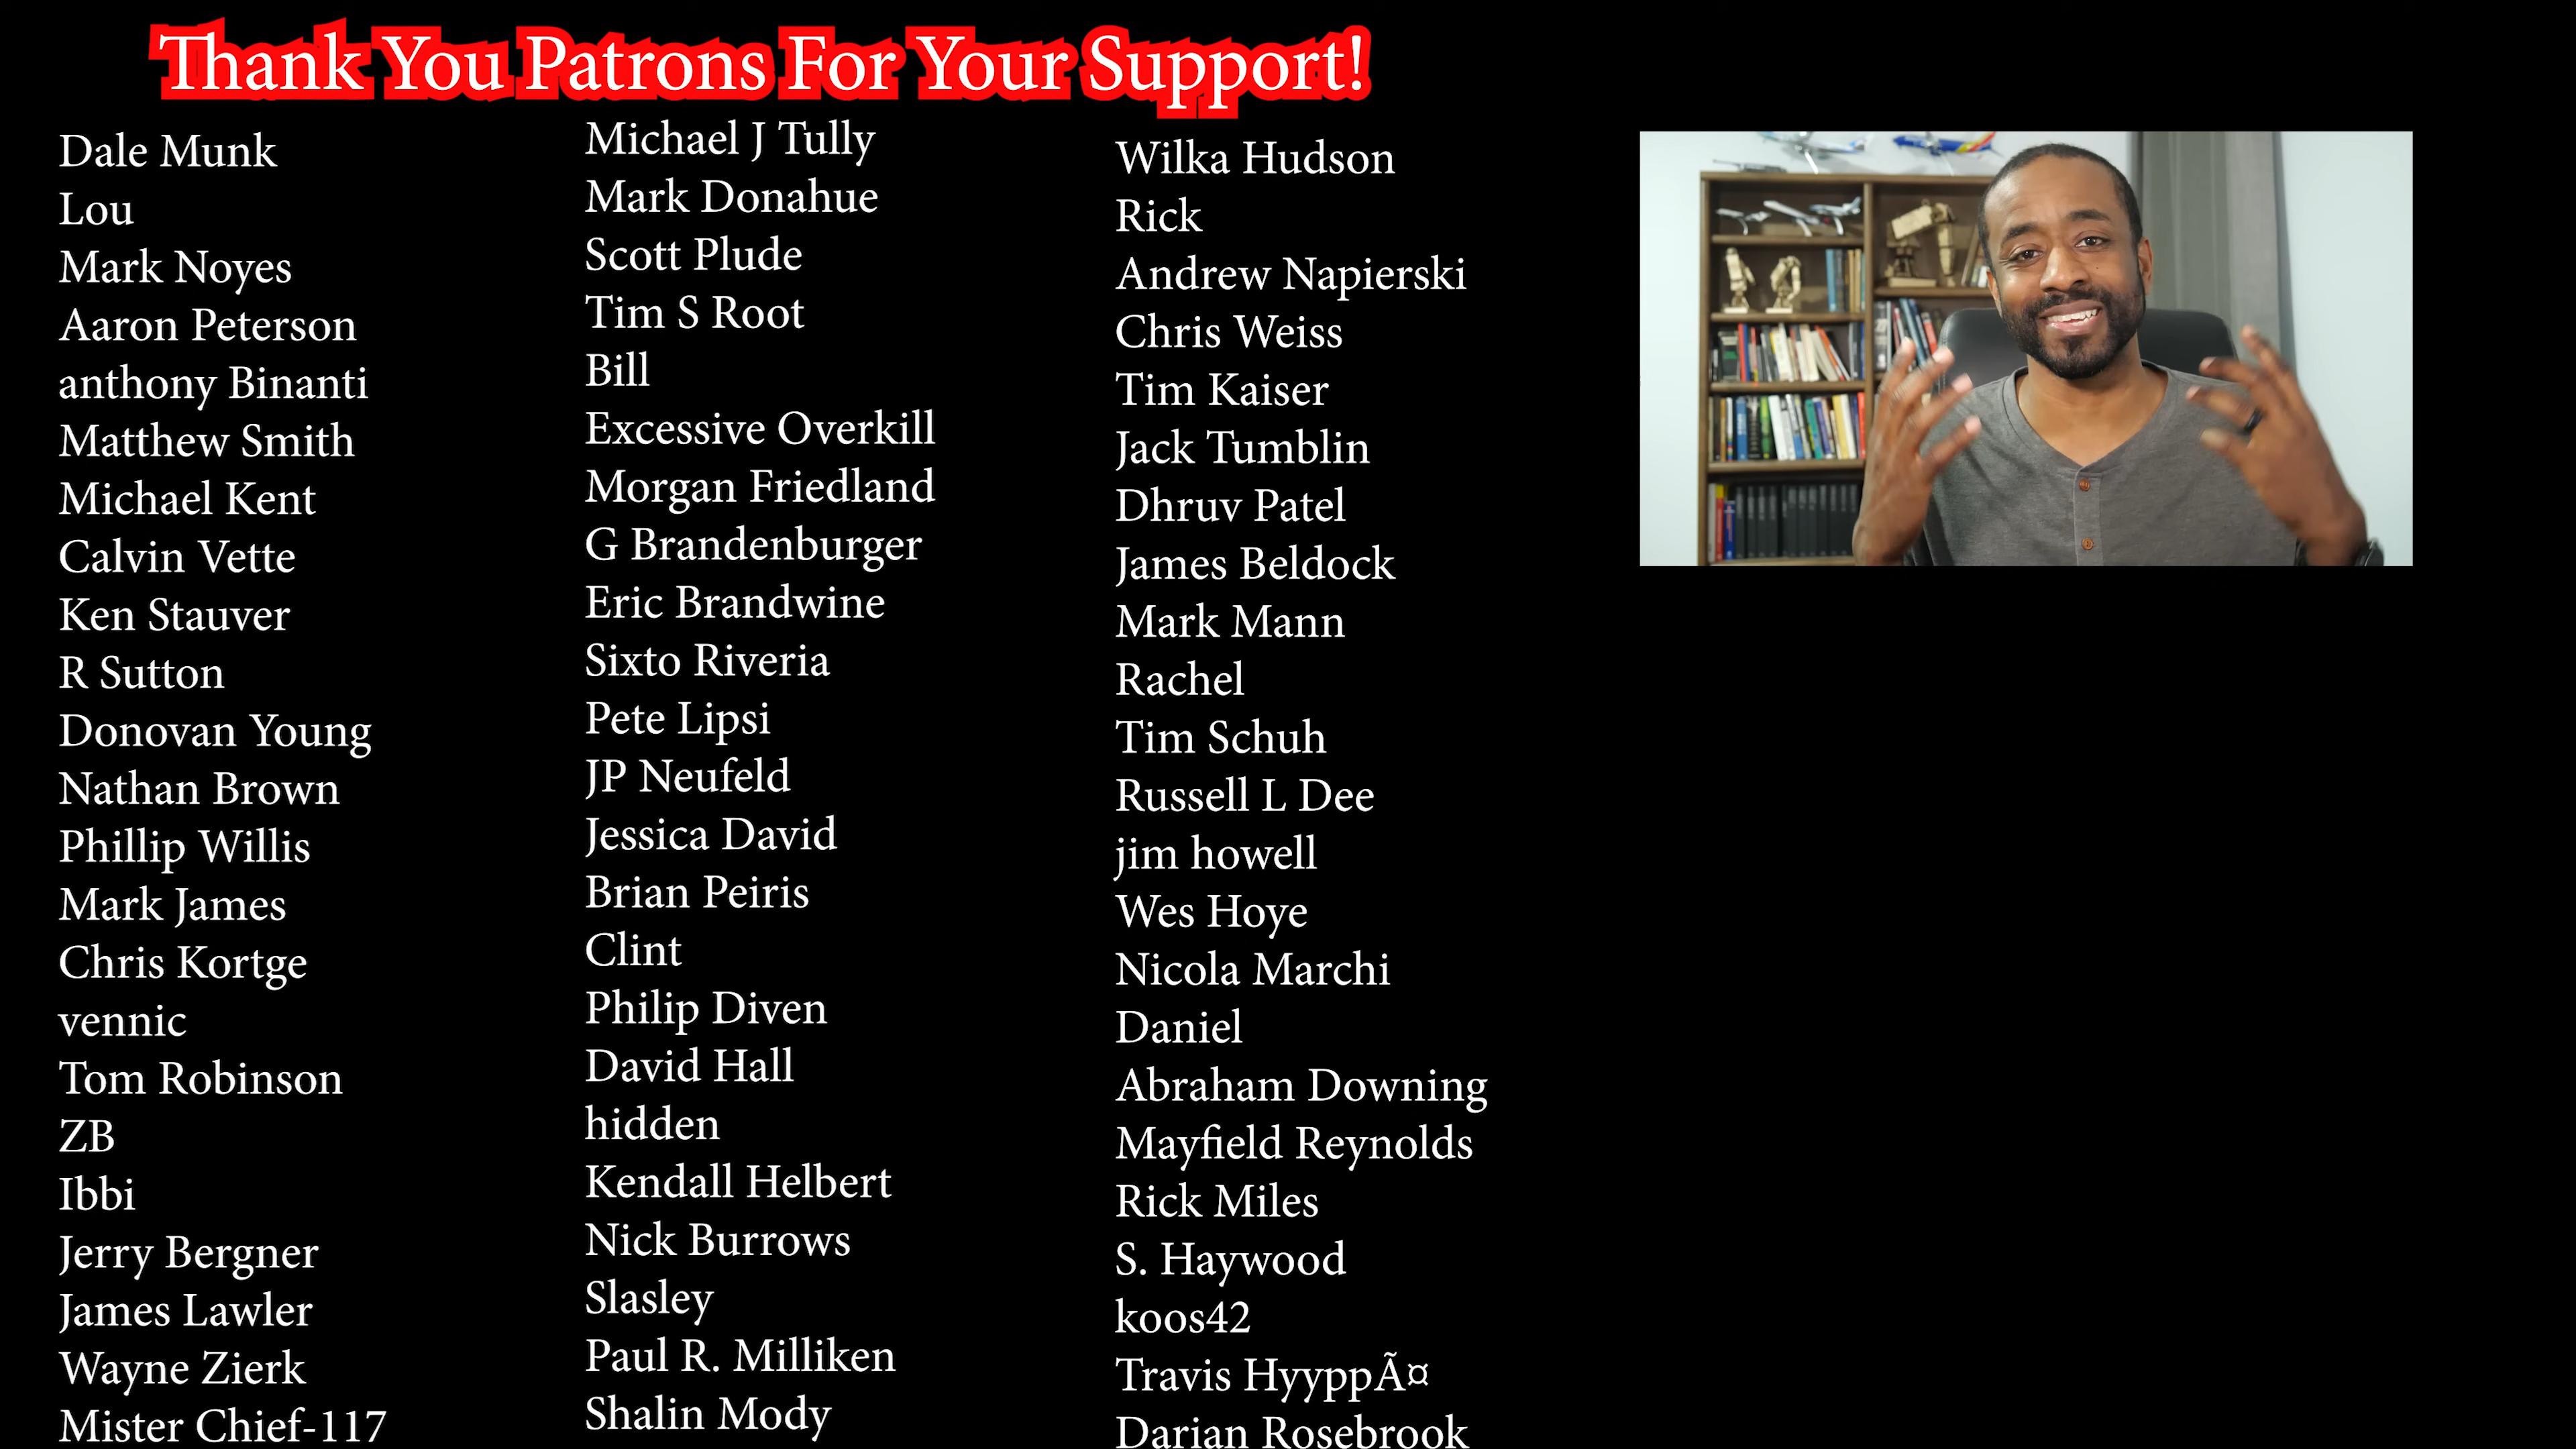 Thank You Patrons For Your Support!
Dale Munk
Lou
Mark Noyes
Aaron Peterson
anthony Binanti
Matthew Smith
Michael Kent
Calvin Vette
Ken Stauver
R Sutton
Donovan Young
Nathan Brown
Phillip Willis
Mark James
Chris Kortge
vennic
Tom Robinson
ZB
Ibbi
Jerry Bergner
James Lawler
Wayne Zierk
Mister Chief-117
Michael J Tully
Mark Donahue
Scott Plude
Tim S Root
Bill
Excessive Overkill
Morgan Friedland
G Brandenburger
Eric Brandwine
Sixto Riveria
Pete Lipsi
JP Neufeld
Jessica David
Brian Peiris
Clint
Philip Diven
David Hall
hidden
Kendall Helbert
Nick Burrows
Slasley
Paul R. Milliken
Shalin Mody
Wilka Hudson
Rick
Andrew Napierski
Chris Weiss
Tim Kaiser
Jack Tumblin
Dhruv Patel
James Beldock
Mark Mann
Rachel
Tim Schuh
Russell L Dee
jim howell
Wes Hoye
Nicola Marchi
Daniel
Abraham Downing
Mayfield Reynolds
Rick Miles
S. Haywood
koos42
Travis HyyppÃ¤
Darian Rosebrook